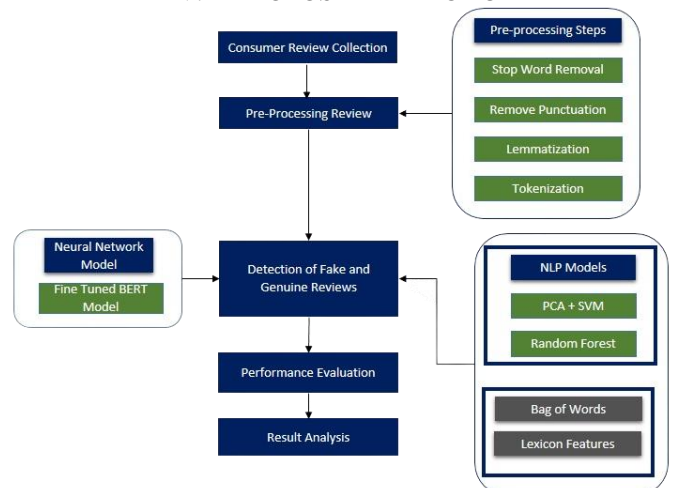 Consumer Review Collection
Pre-Processing Review
Pre-processing Steps
Stop Word Removal
Remove Punctuation
Lemmatization
Tokenization
Neural Network
Model
Fine Tuned BERT
Model
Detection of Fake and
Genuine Reviews
NLP Models
PCA + SVM
Random Forest
Bag of Words
Lexicon Features
Performance Evaluation
Result Analysis